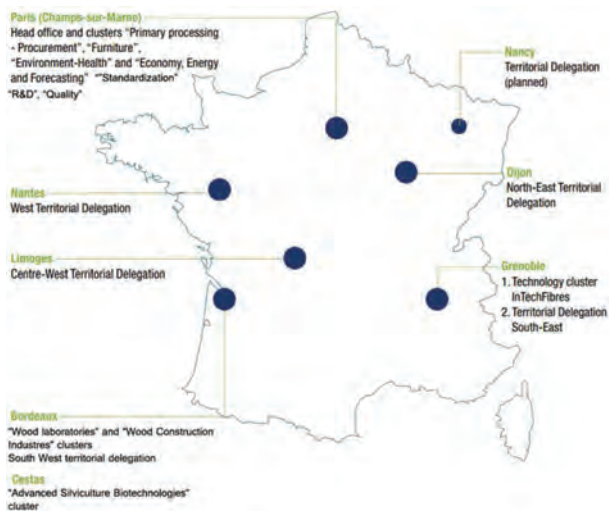 Paris (Champs-sur-Marne)
Head office and clusters "Primary processing
- Procurement", "Furniture",
"Environment-Health" and "Economy, Energy
and Forecasting" ""Standardization"
"R&D", "Quality"
Nancy
Territorial Delegation
(planned)
Dijon
North-East Territorial
Delegation
Nantes
West Territorial Delegation
Limoges
Centre-West Territorial Delegation
Grenoble
1. Technology cluster
InTechFibres
2. Territorial Delegation
South-East
Bordeaux
"Wood laboratories" and "Wood Construction
Industres" clusters
South West territorial delegation
Cestas
"Advanced Silviculture Biotechnologies"
cluster